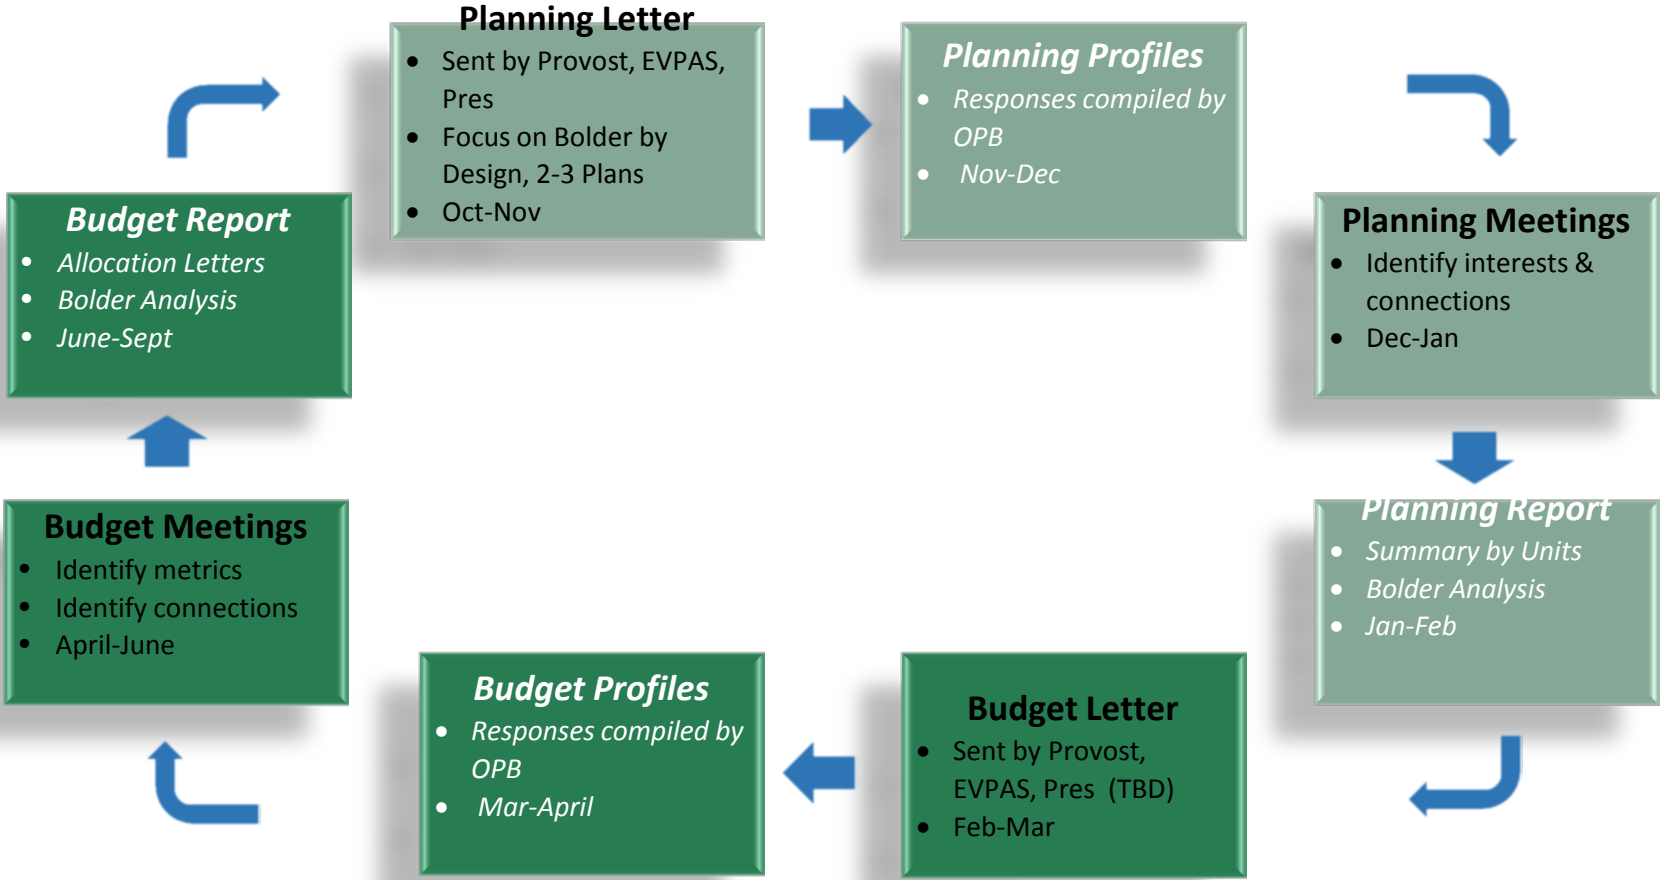 Planning Letter
• Sent by Provost, EVPAS,
Pres
• Focus on Bolder by
Design, 2-3 Plans
• Oct-Nov
Planning Profiles
• Responses compiled by
OPB
• Nov-Dec
Planning Meetings
• Identify interests &
connections
• Dec-Jan
Planning Report
• Summary by Units
• Bolder Analysis
• Jan-Feb
Budget Letter
• Sent by Provost,
EVPAS, Pres (TBD)
• Feb-Mar
Budget Profiles
• Responses compiled by
OPB
• Mar-April
Budget Meetings
• Identify metrics
• Identify connections
• April-June
Budget Report
• Allocation Letters
• Bolder Analysis
• June-Sept